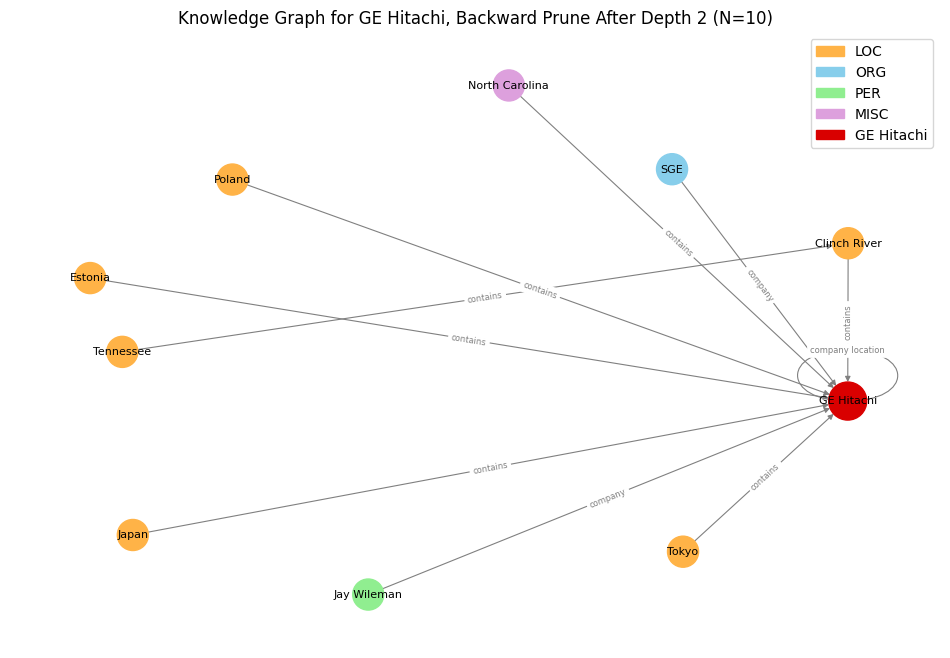 Knowledge Graph for GE Hitachi, Backward Prune After Depth 2 (N=10)
LOC
ORG
PER
MISC
GE Hitachi
North Carolina
SGE
Poland
Clinch River
contains
Estonia
company
contains
contains
contains
contains
Tennessee
company location
GE Hitachi
contains
contains
company
Japan
Tokyo
Jay Wileman